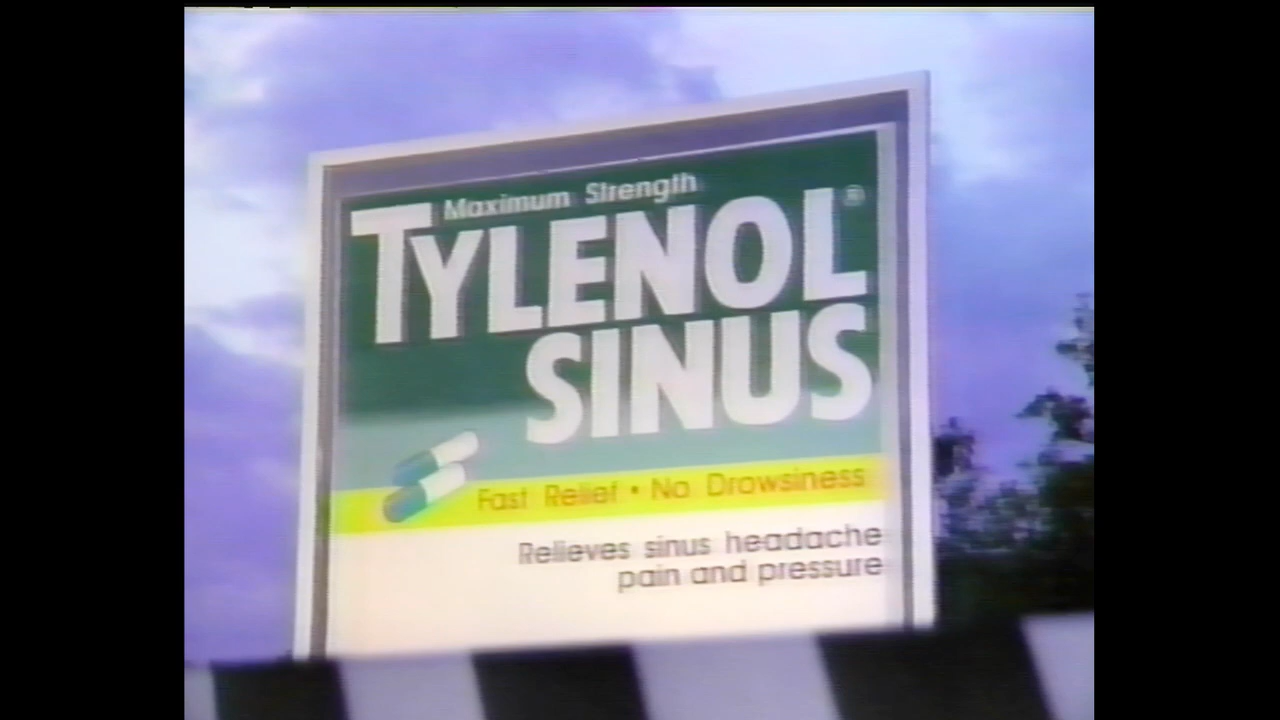 Maximum Strength
TYLENOL®
SINUS
Fast Relief • No Drowsiness
Relieves sinus headache
pain and pressure